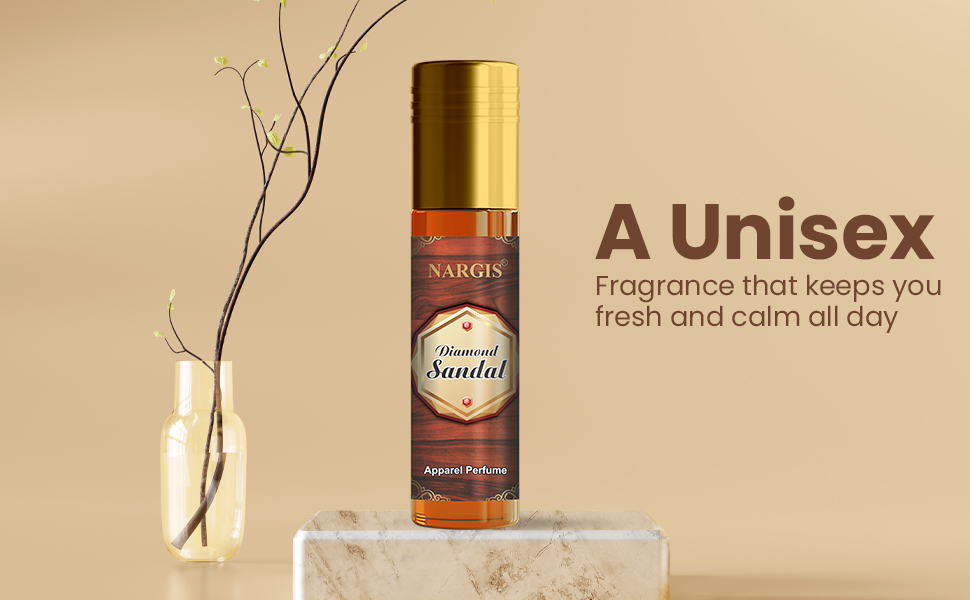 NARGIS®
Diamond
Sandal
Apparel Perfume
A Unisex
Fragrance that keeps you
fresh and calm all day